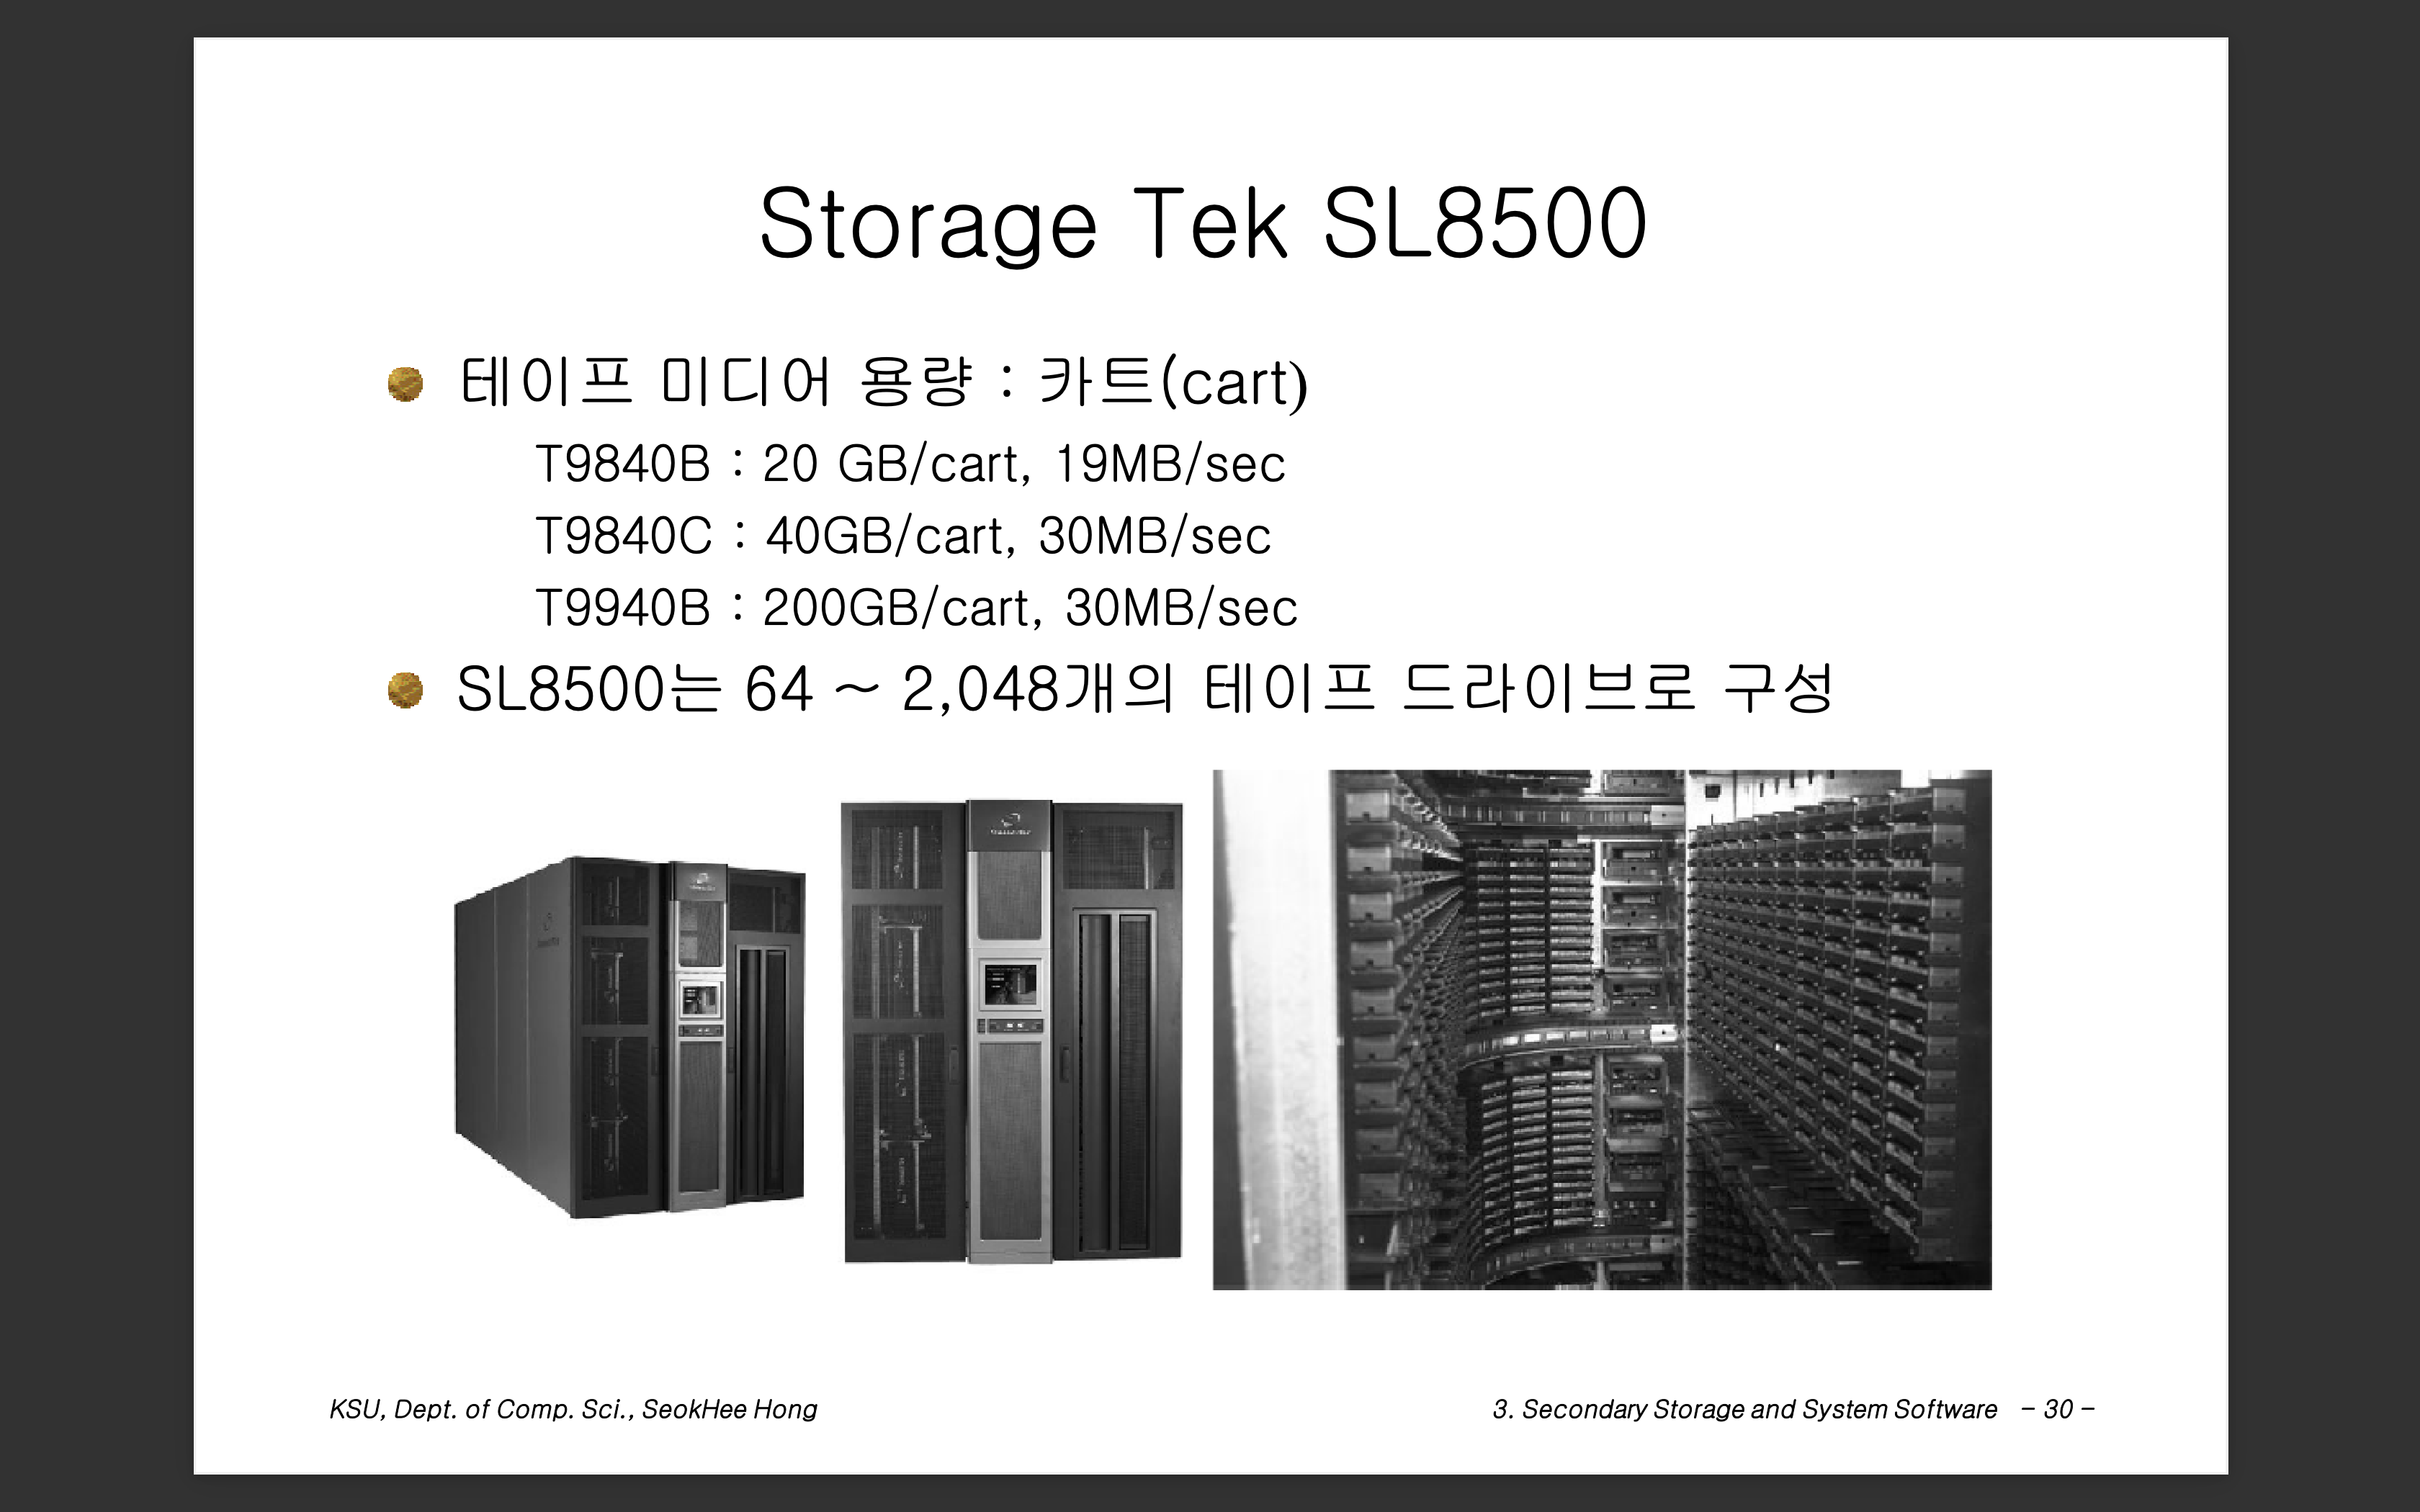 Storage Tek SL8500
테이프 미디어 용량 : 카트(cart)
T9840B : 20 GB/cart, 19MB/sec
T9840C : 40GB/cart, 30MB/sec
T9940B : 200GB/cart, 30MB/sec
SL8500는 64 ~ 2,048개의 테이프 드라이브로 구성
KSU, Dept. of Comp. Sci., SeokHee Hong
3. Secondary Storage and System Software - 30 -